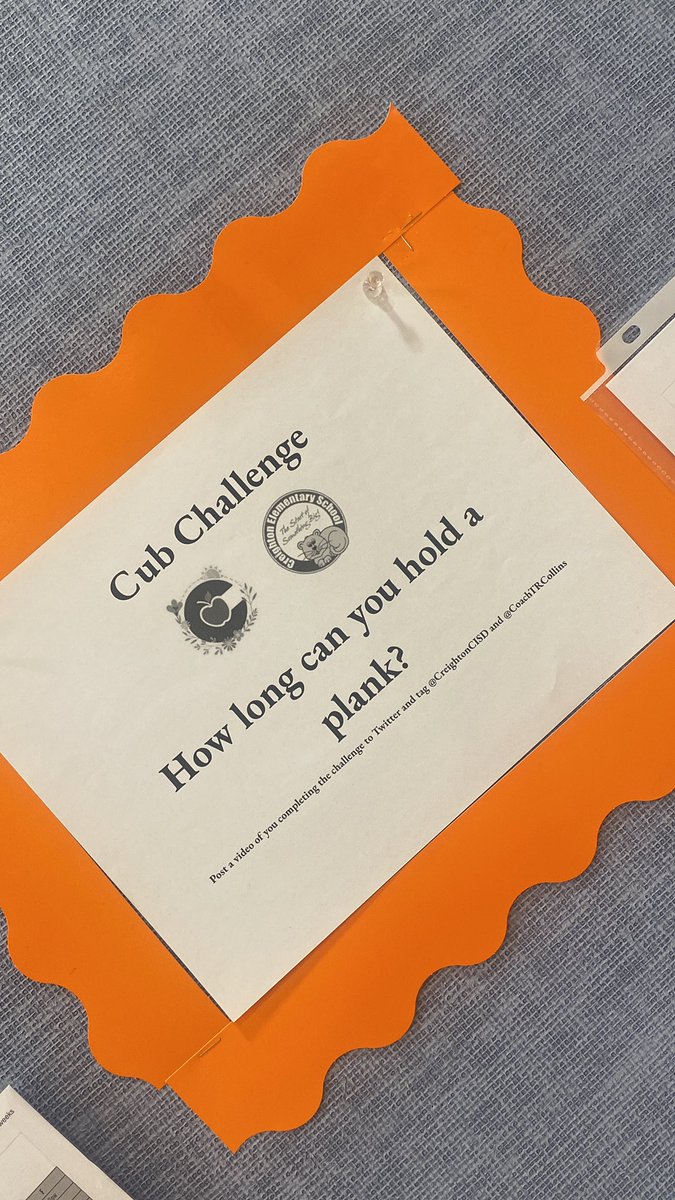 Cub Challenge
Creighton Elementary School
The Start of
Something Big!
How long can you hold a
plank?
Post a video of you completing the challenge to Twitter and tag @CreightonCISD and @CoachTRCollins
weeks